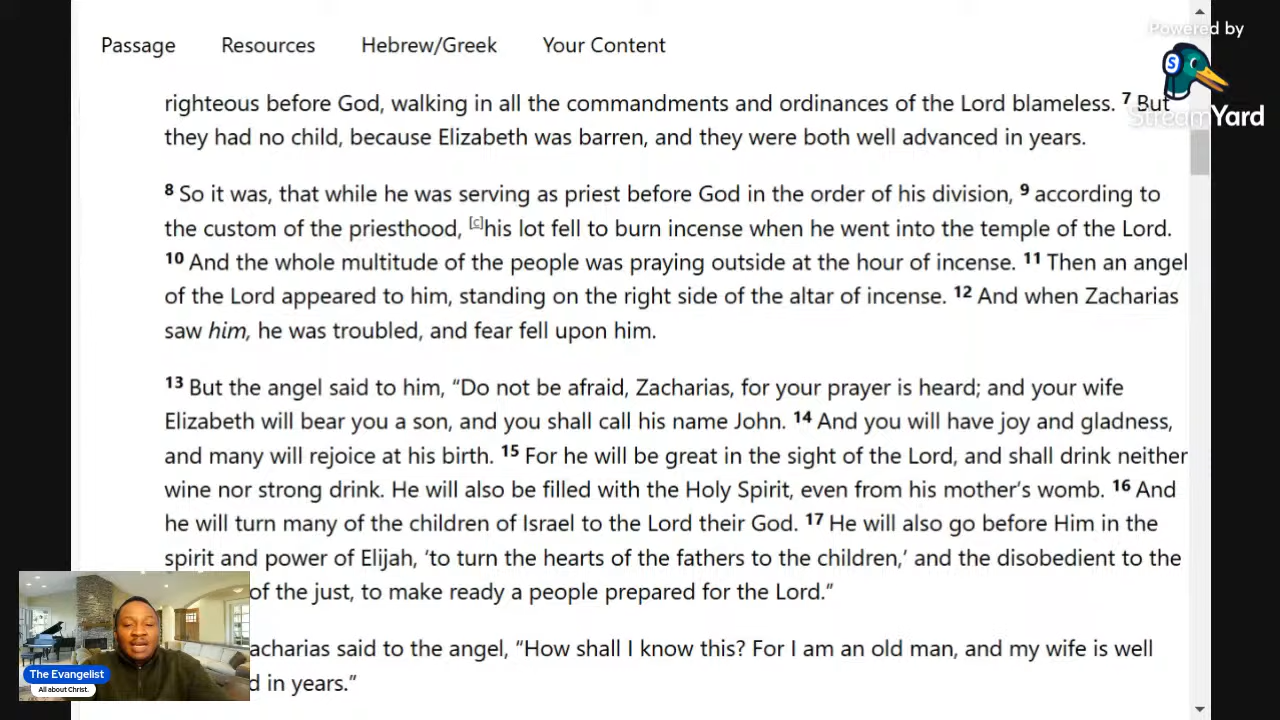 Powered by
StreamYard
Passage Resources Hebrew/Greek Your Content
righteous before God, walking in all the commandments and ordinances of the Lord blameless. 7 But
they had no child, because Elizabeth was barren, and they were both well advanced in years.
8 So it was, that while he was serving as priest before God in the order of his division, 9 according to
the custom of the priesthood, [c]his lot fell to burn incense when he went into the temple of the Lord.
10 And the whole multitude of the people was praying outside at the hour of incense. 11 Then an angel
of the Lord appeared to him, standing on the right side of the altar of incense. 12 And when Zacharias
saw him, he was troubled, and fear fell upon him.
13 But the angel said to him, “Do not be afraid, Zacharias, for your prayer is heard; and your wife
Elizabeth will bear you a son, and you shall call his name John. 14 And you will have joy and gladness,
and many will rejoice at his birth. 15 For he will be great in the sight of the Lord, and shall drink neither
wine nor strong drink. He will also be filled with the Holy Spirit, even from his mother’s womb. 16 And
he will turn many of the children of Israel to the Lord their God. 17 He will also go before Him in the
spirit and power of Elijah, ‘to turn the hearts of the fathers to the children,’ and the disobedient to the
of the just, to make ready a people prepared for the Lord.”
acharias said to the angel, “How shall I know this? For I am an old man, and my wife is well
d in years.”
The Evangelist
All about Christ.